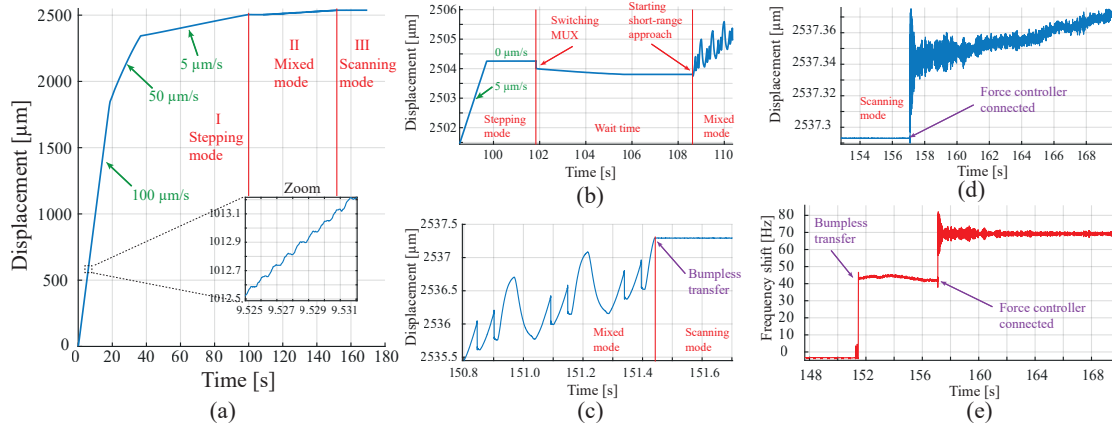 2500
2000
1500
1000
500
0
Displacement [µm]
5 µm/s
50 µm/s
100 µm/s
I
Stepping
mode
II
Mixed
mode
III
Scanning
mode
Zoom
1013.1
1012.9
1012.7
1012.5
9.525 9.527 9.529 9.531
0 20 40 60 80 100 120 140 160 180
Time [s]
(a)
Displacement [µm]
2506
2505
2504
2503
2502
Switching
MUX
Starting
short-range
approach
0 µm/s
5 µm/s
Stepping
mode
Wait time
Mixed
mode
100 102 104 106 108 110
Time [s]
(b)
Displacement [µm]
2537.5
2537
2536.5
2536
2535.5
Bumpless
transfer
Mixed
mode
Scanning
mode
150.8 151.0 151.2 151.4 151.6
Time [s]
(c)
Displacement [µm]
2537.36
2537.34
2537.32
2537.3
Scanning
mode
Force controller
connected
154 156 158 160 162 164 166 168
Time [s]
(d)
Frequency shift [Hz]
80
70
60
50
40
30
20
10
0
Bumpless
transfer
Force controller
connected
148 152 156 160 164 168
Time [s]
(e)